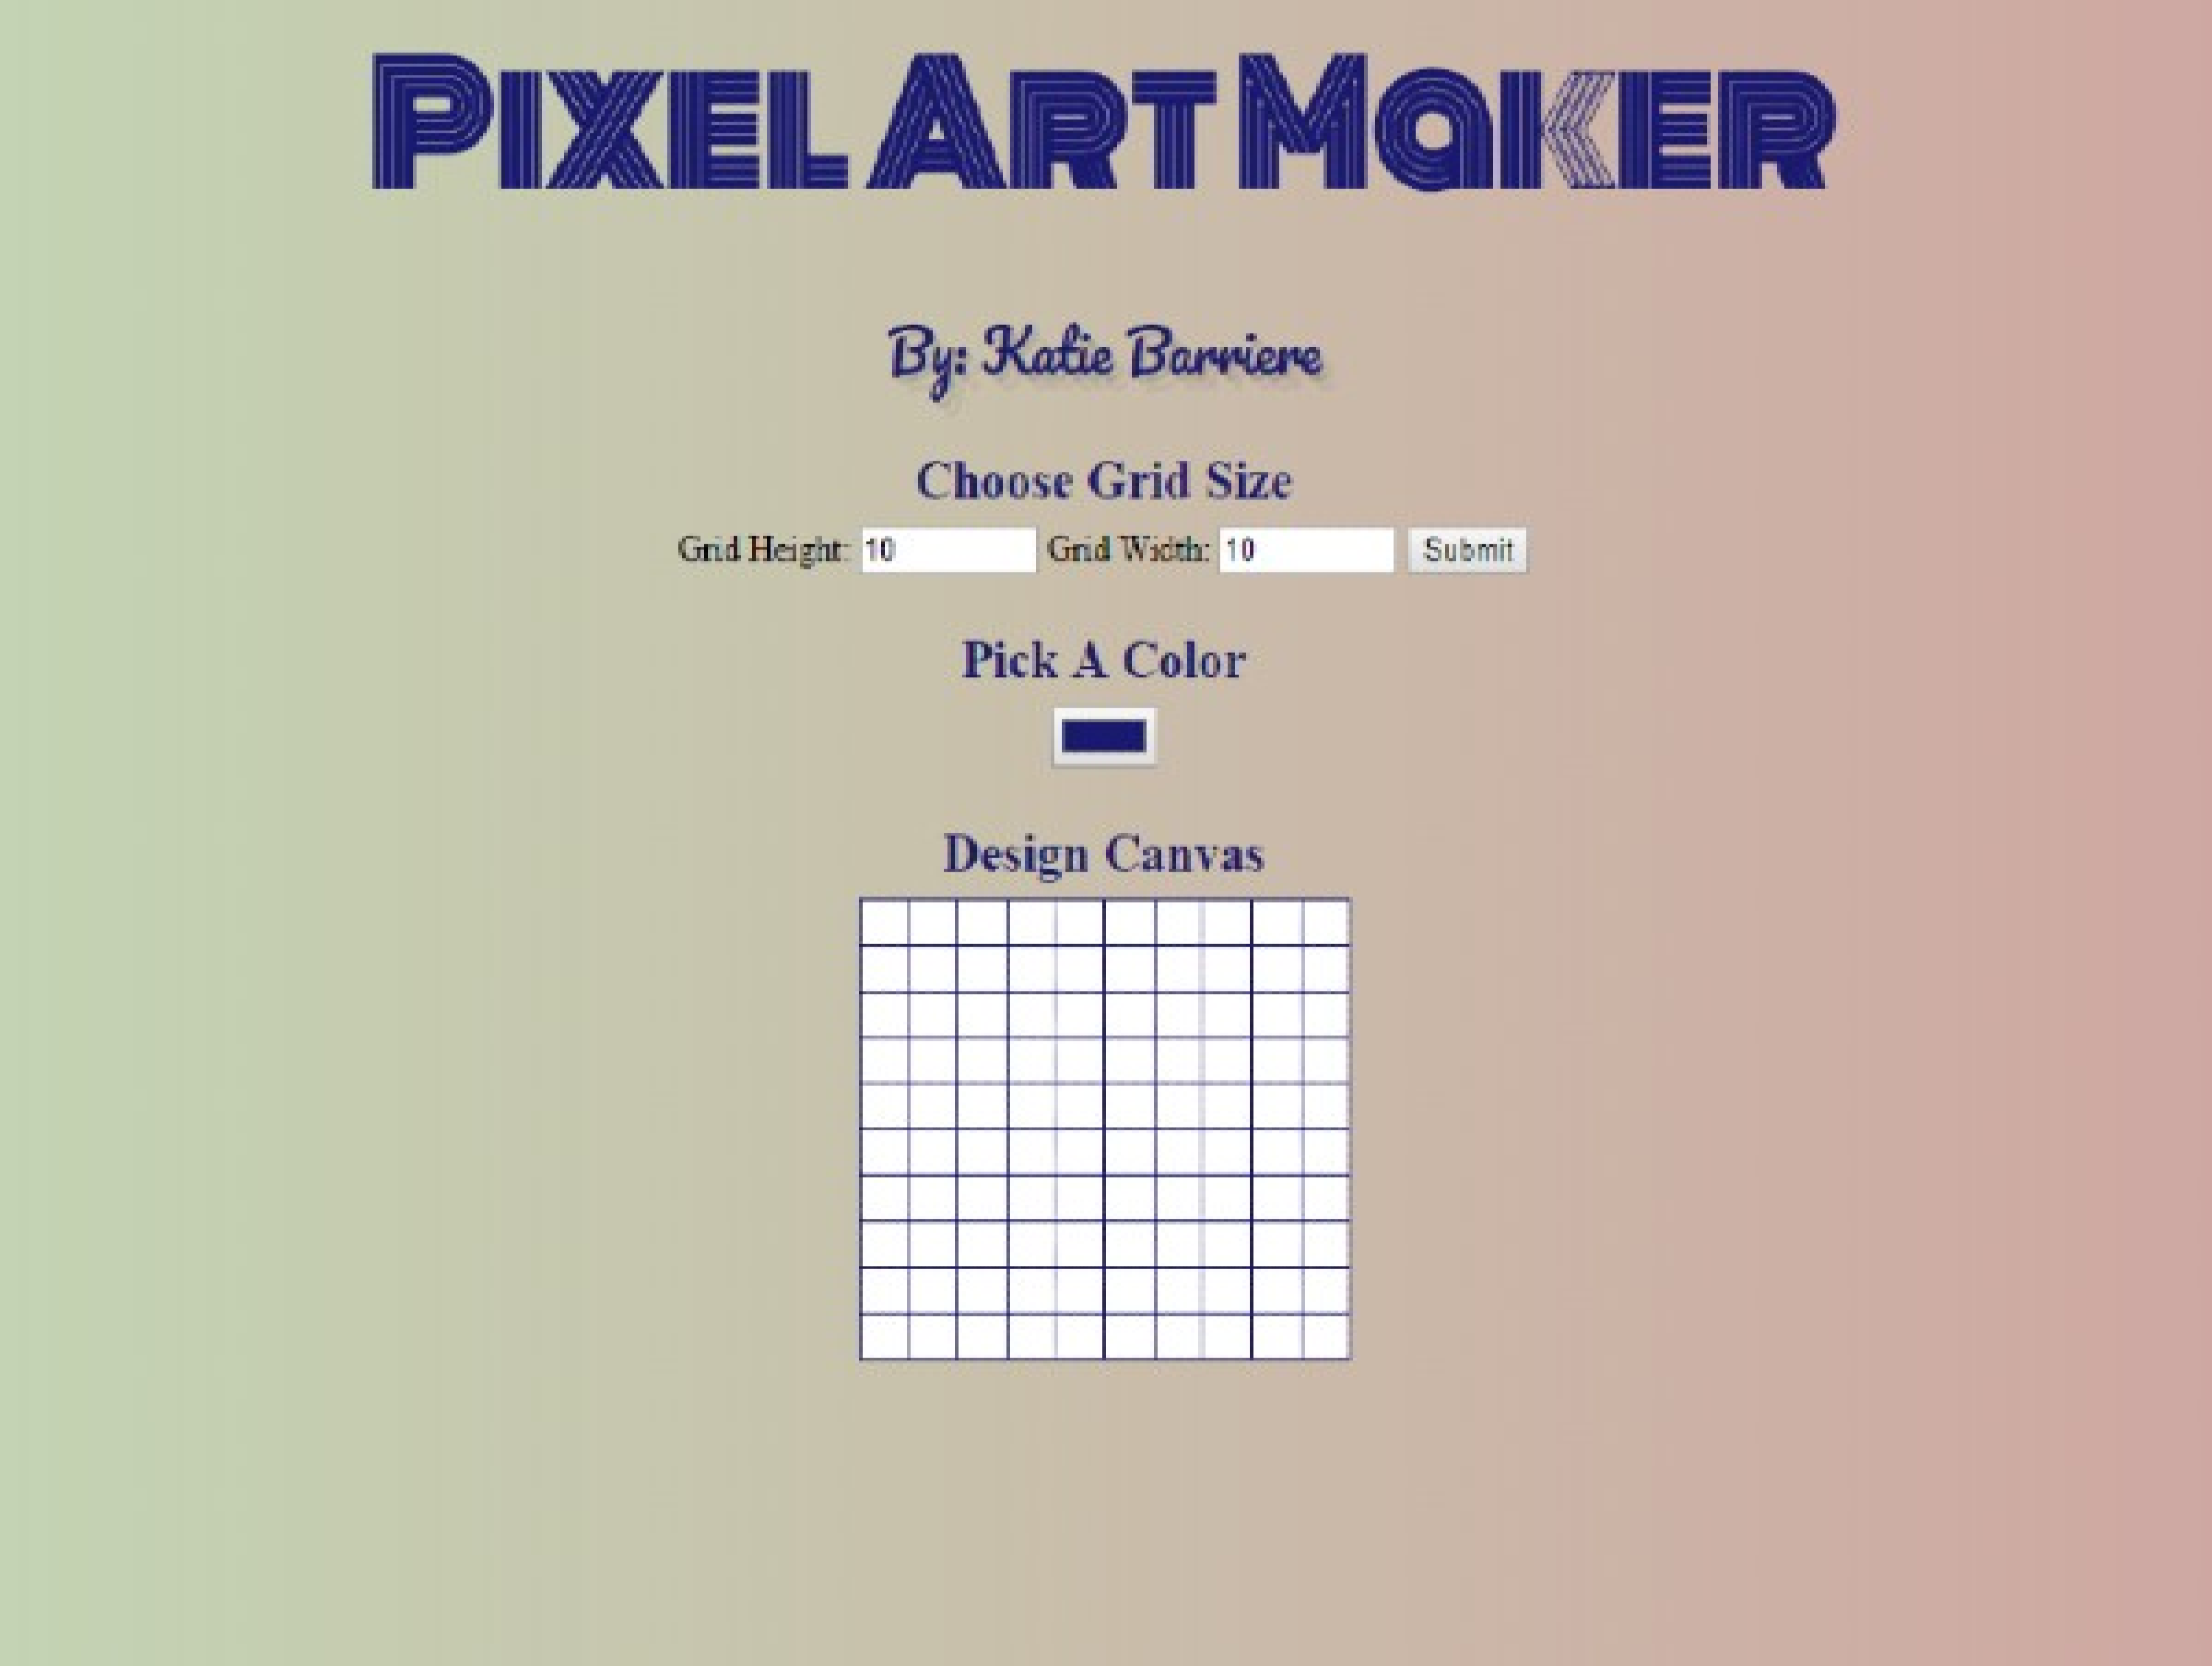 Pixel Art Maker
By: Katie Barriere
Choose Grid Size
Grid Height: 10 Grid Width: 10 Submit
Pick A Color
Design Canvas